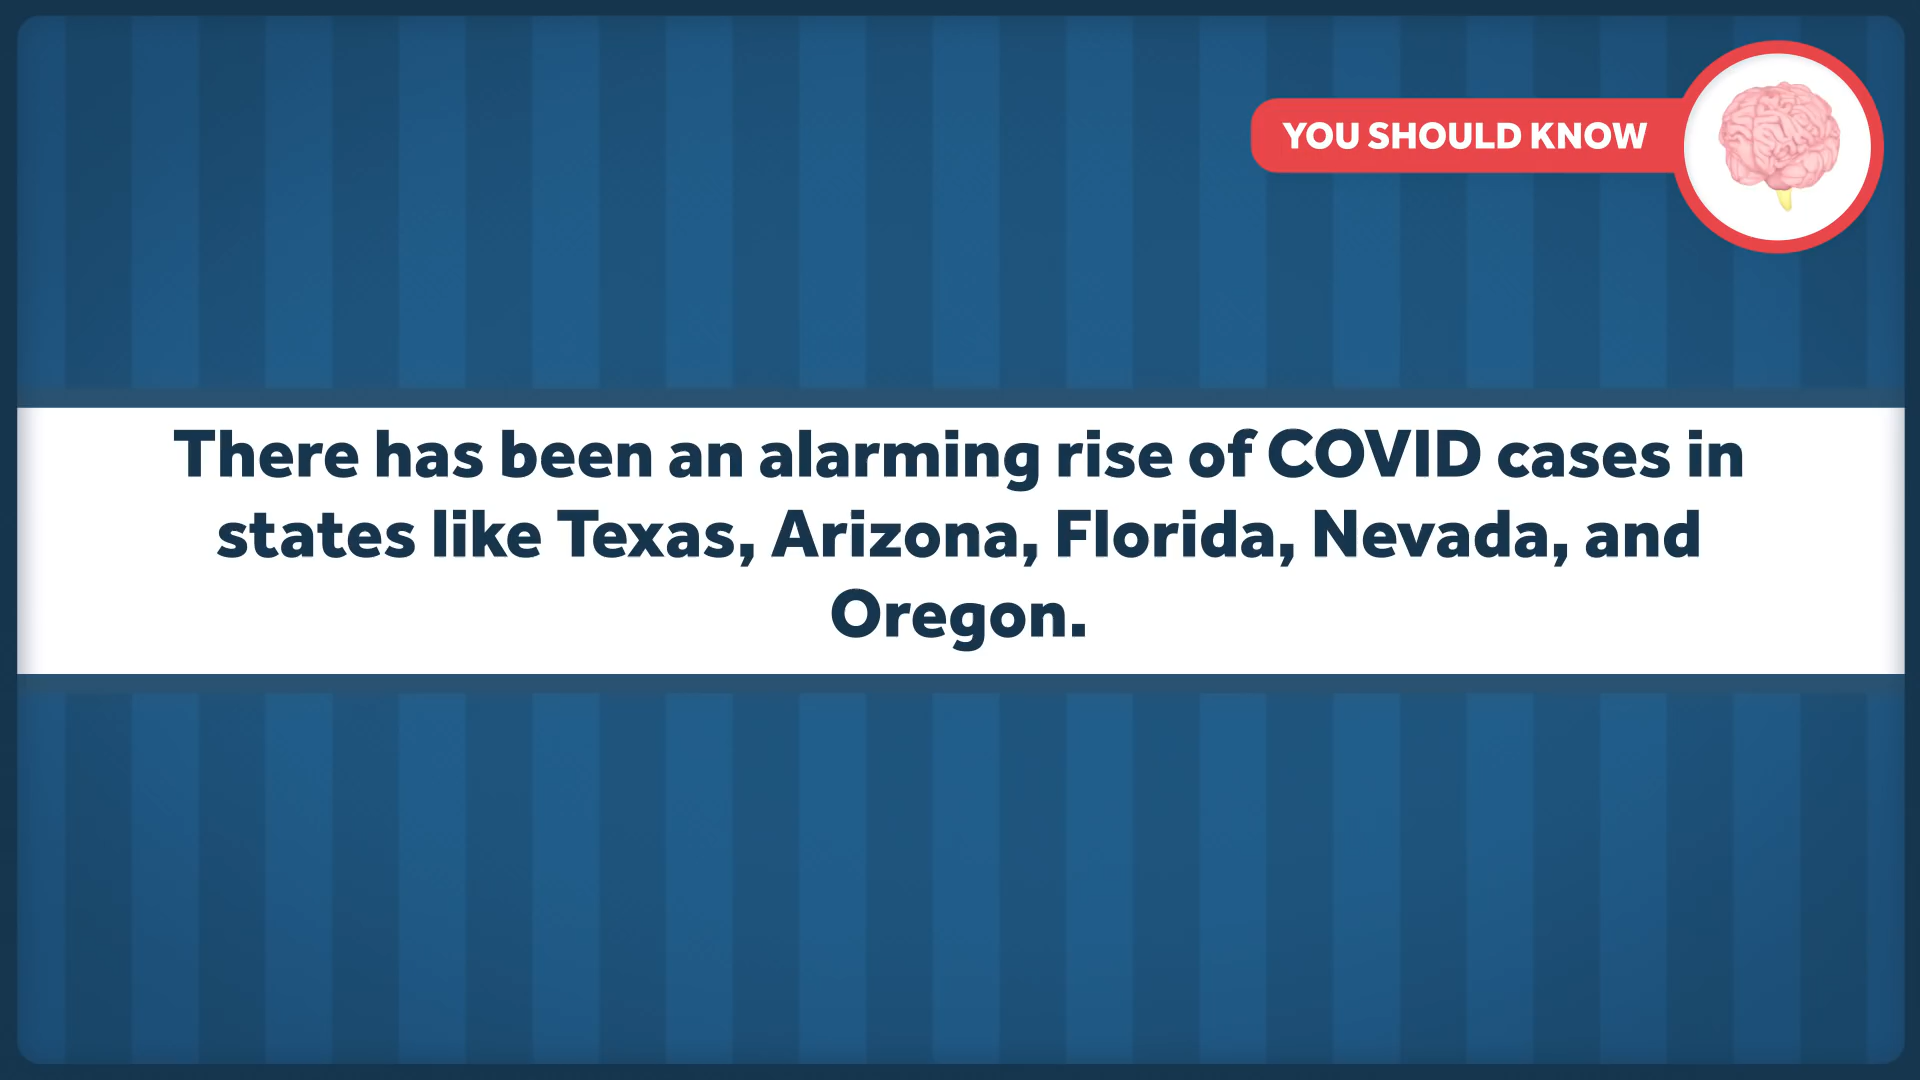 YOU SHOULD KNOW
There has been an alarming rise of COVID cases in
states like Texas, Arizona, Florida, Nevada, and
Oregon.